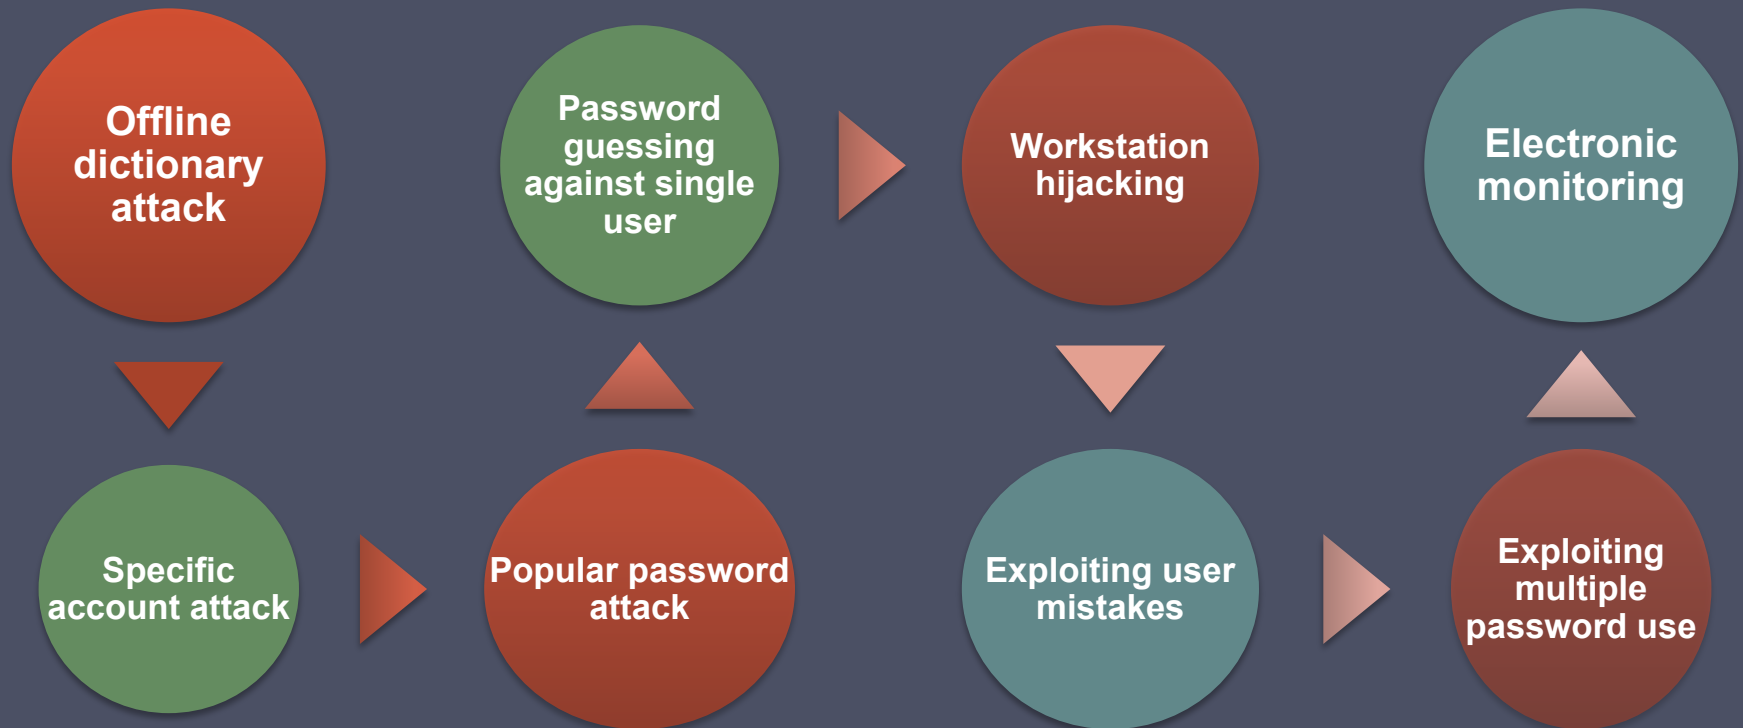 Offline
dictionary
attack
Specific
account attack
Popular password
attack
Password
guessing
against single
user
Workstation
hijacking
Exploiting user
mistakes
Exploiting
multiple
password use
Electronic
monitoring